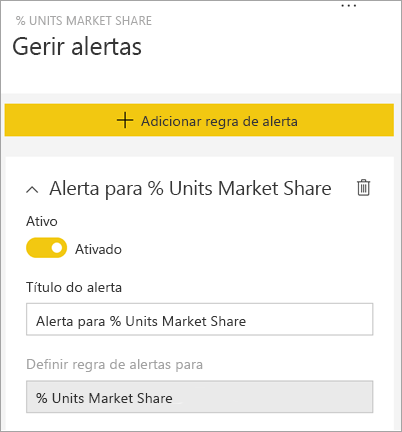 % UNITS MARKET SHARE
Gerir alertas
Adicionar regra de alerta
Alerta para % Units Market Share
Ativo
Ativado
Título do alerta
Alerta para % Units Market Share
Definir regra de alertas para
% Units Market Share